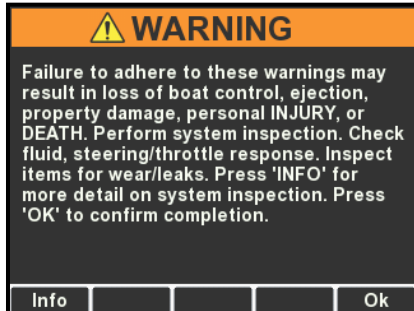 WARNING
Failure to adhere to these warnings may
result in loss of boat control, ejection,
property damage, personal INJURY, or
DEATH. Perform system inspection. Check
fluid, steering/throttle response. Inspect
items for wear/leaks. Press 'INFO' for
more detail on system inspection. Press
'OK' to confirm completion.
Info Ok